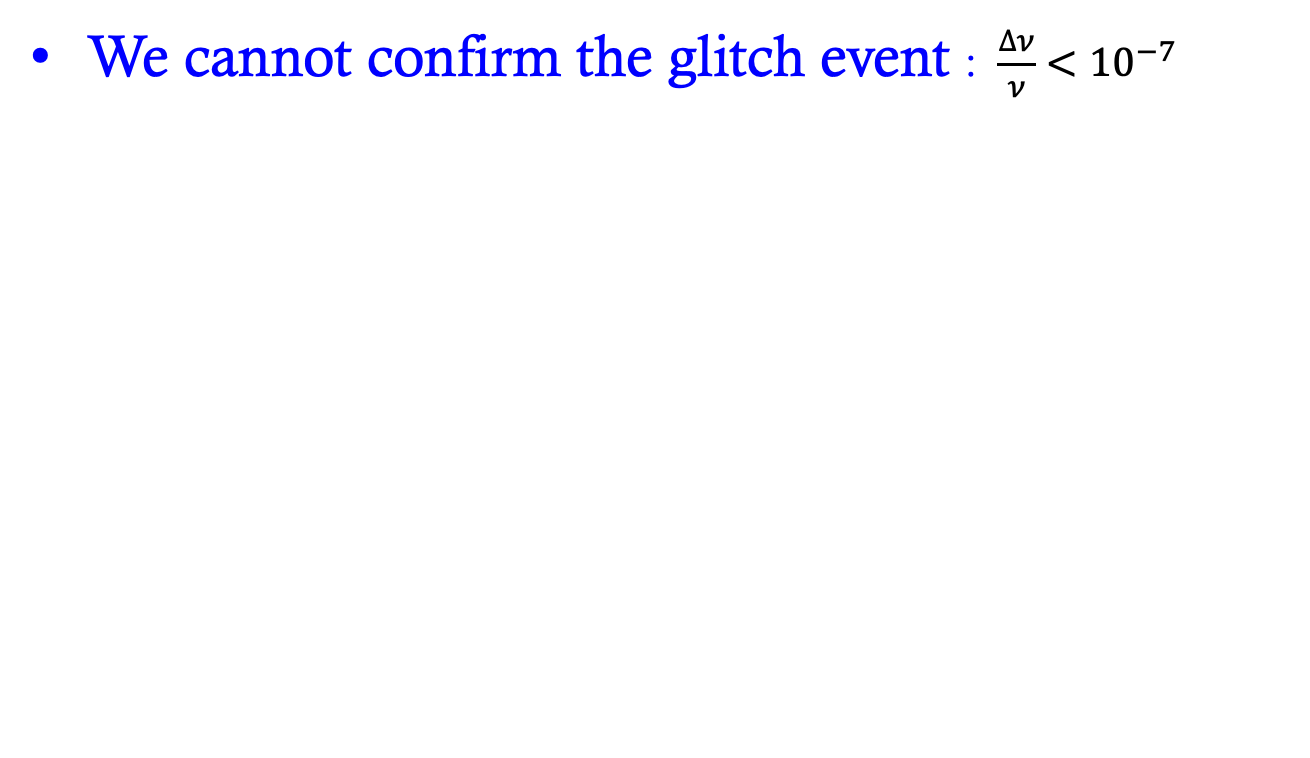 • We cannot confirm the glitch event : Δν/ν < 10⁻⁷